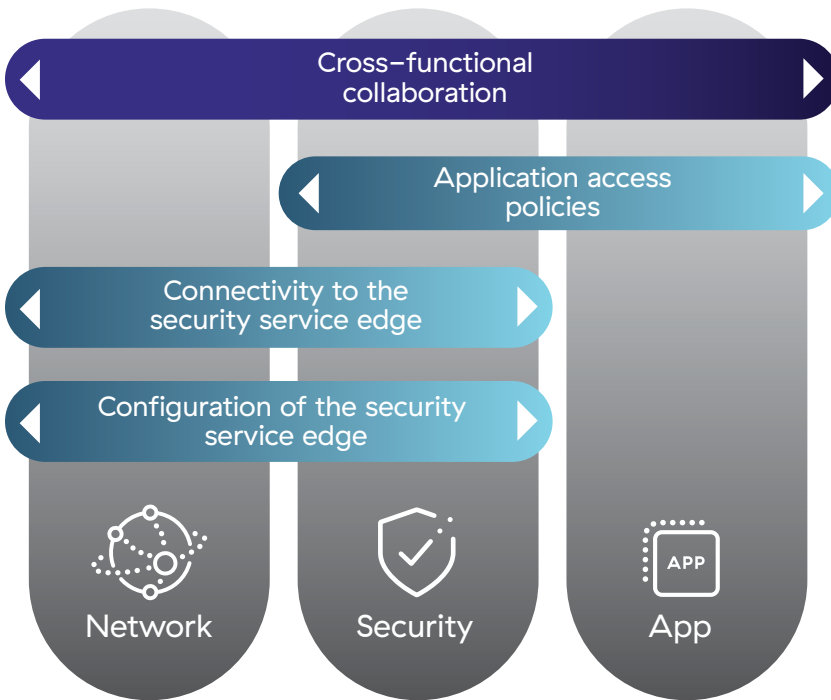 Cross-functional
collaboration
Application access
policies
Connectivity to the
security service edge
Configuration of the security
service edge
APP
Network
Security
App